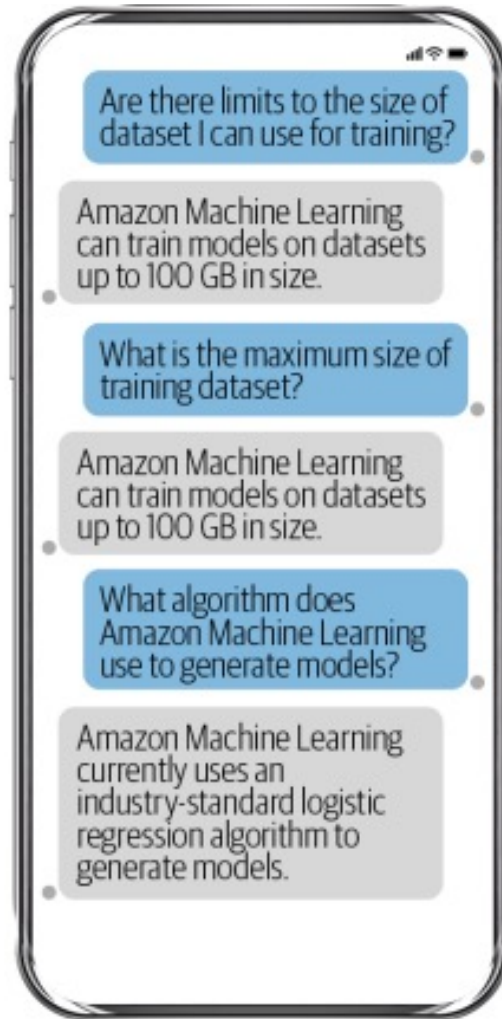 Are there limits to the size of
dataset I can use for training?
Amazon Machine Learning
can train models on datasets
up to 100 GB in size.
What is the maximum size of
training dataset?
Amazon Machine Learning
can train models on datasets
up to 100 GB in size.
What algorithm does
Amazon Machine Learning
use to generate models?
Amazon Machine Learning
currently uses an
industry-standard logistic
regression algorithm to
generate models.